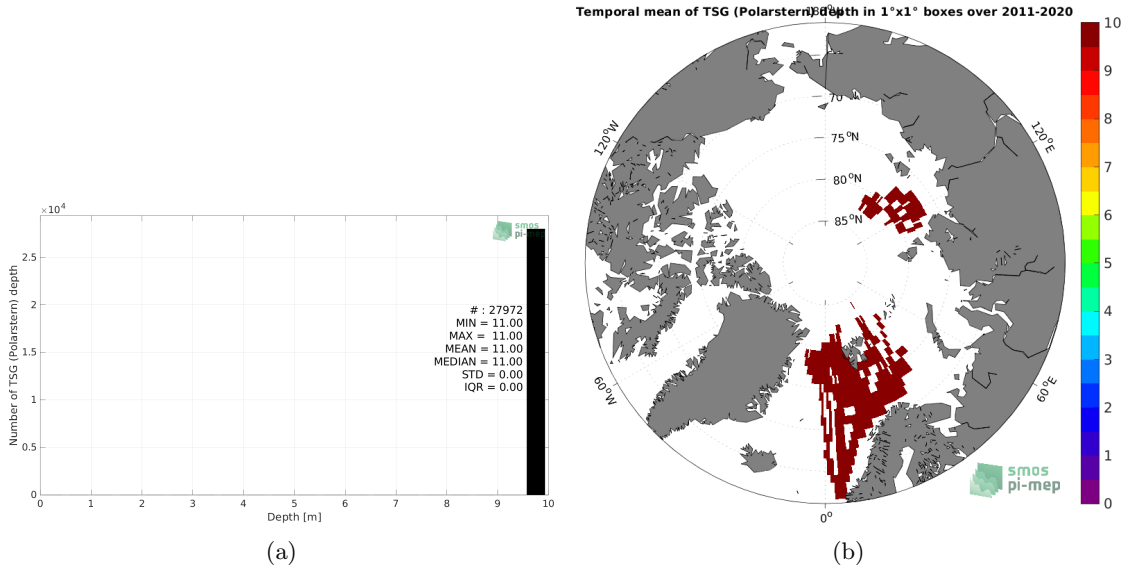 Temporal mean of TSG (Polarstern) depth in 1°x1° boxes over 2011-2020
×10⁴
2.5
2
1.5
1
0.5
0
Number of TSG (Polarstern) depth
smos
pi-mep
# : 27972
MIN = 11.00
MAX = 11.00
MEAN = 11.00
MEDIAN = 11.00
STD = 0.00
IQR = 0.00
0 1 2 3 4 5 6 7 8 9 10
Depth [m]
(a)
120°W
70
75°N
80°N
85°N
120°E
60°W
60°E
0°
smos
pi-mep
10
9
8
7
6
5
4
3
2
1
0
(b)